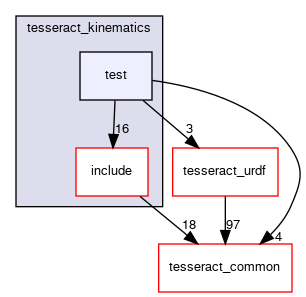 tesseract_kinematics
test
16
3
include
tesseract_urdf
18
97
4
tesseract_common